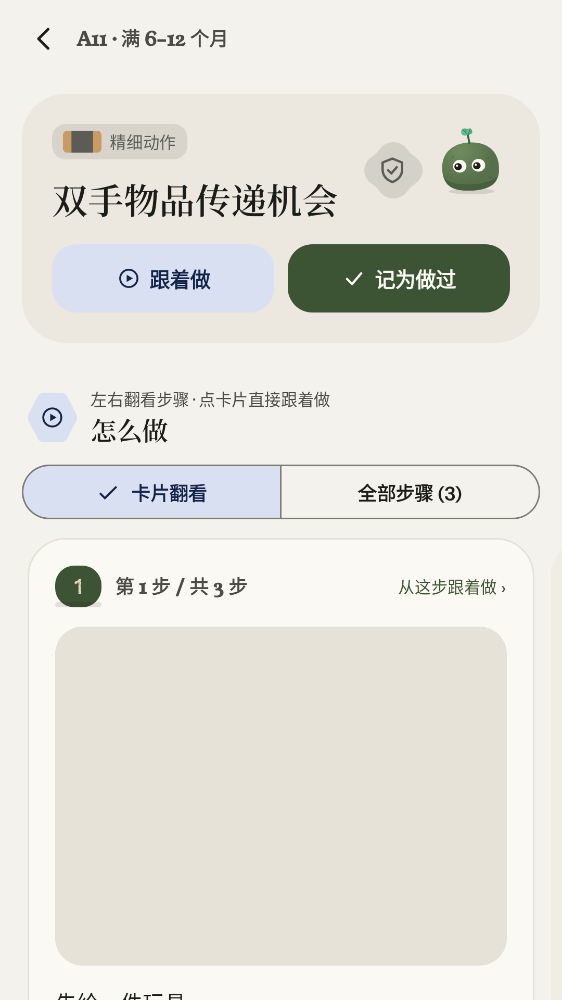 A11 · 满 6–12 个月
精细动作
双手物品传递机会
跟着做
记为做过
左右翻看步骤 · 点卡片直接跟着做
怎么做
卡片翻看
全部步骤 (3)
1
第 1 步 / 共 3 步
从这步跟着做 ›